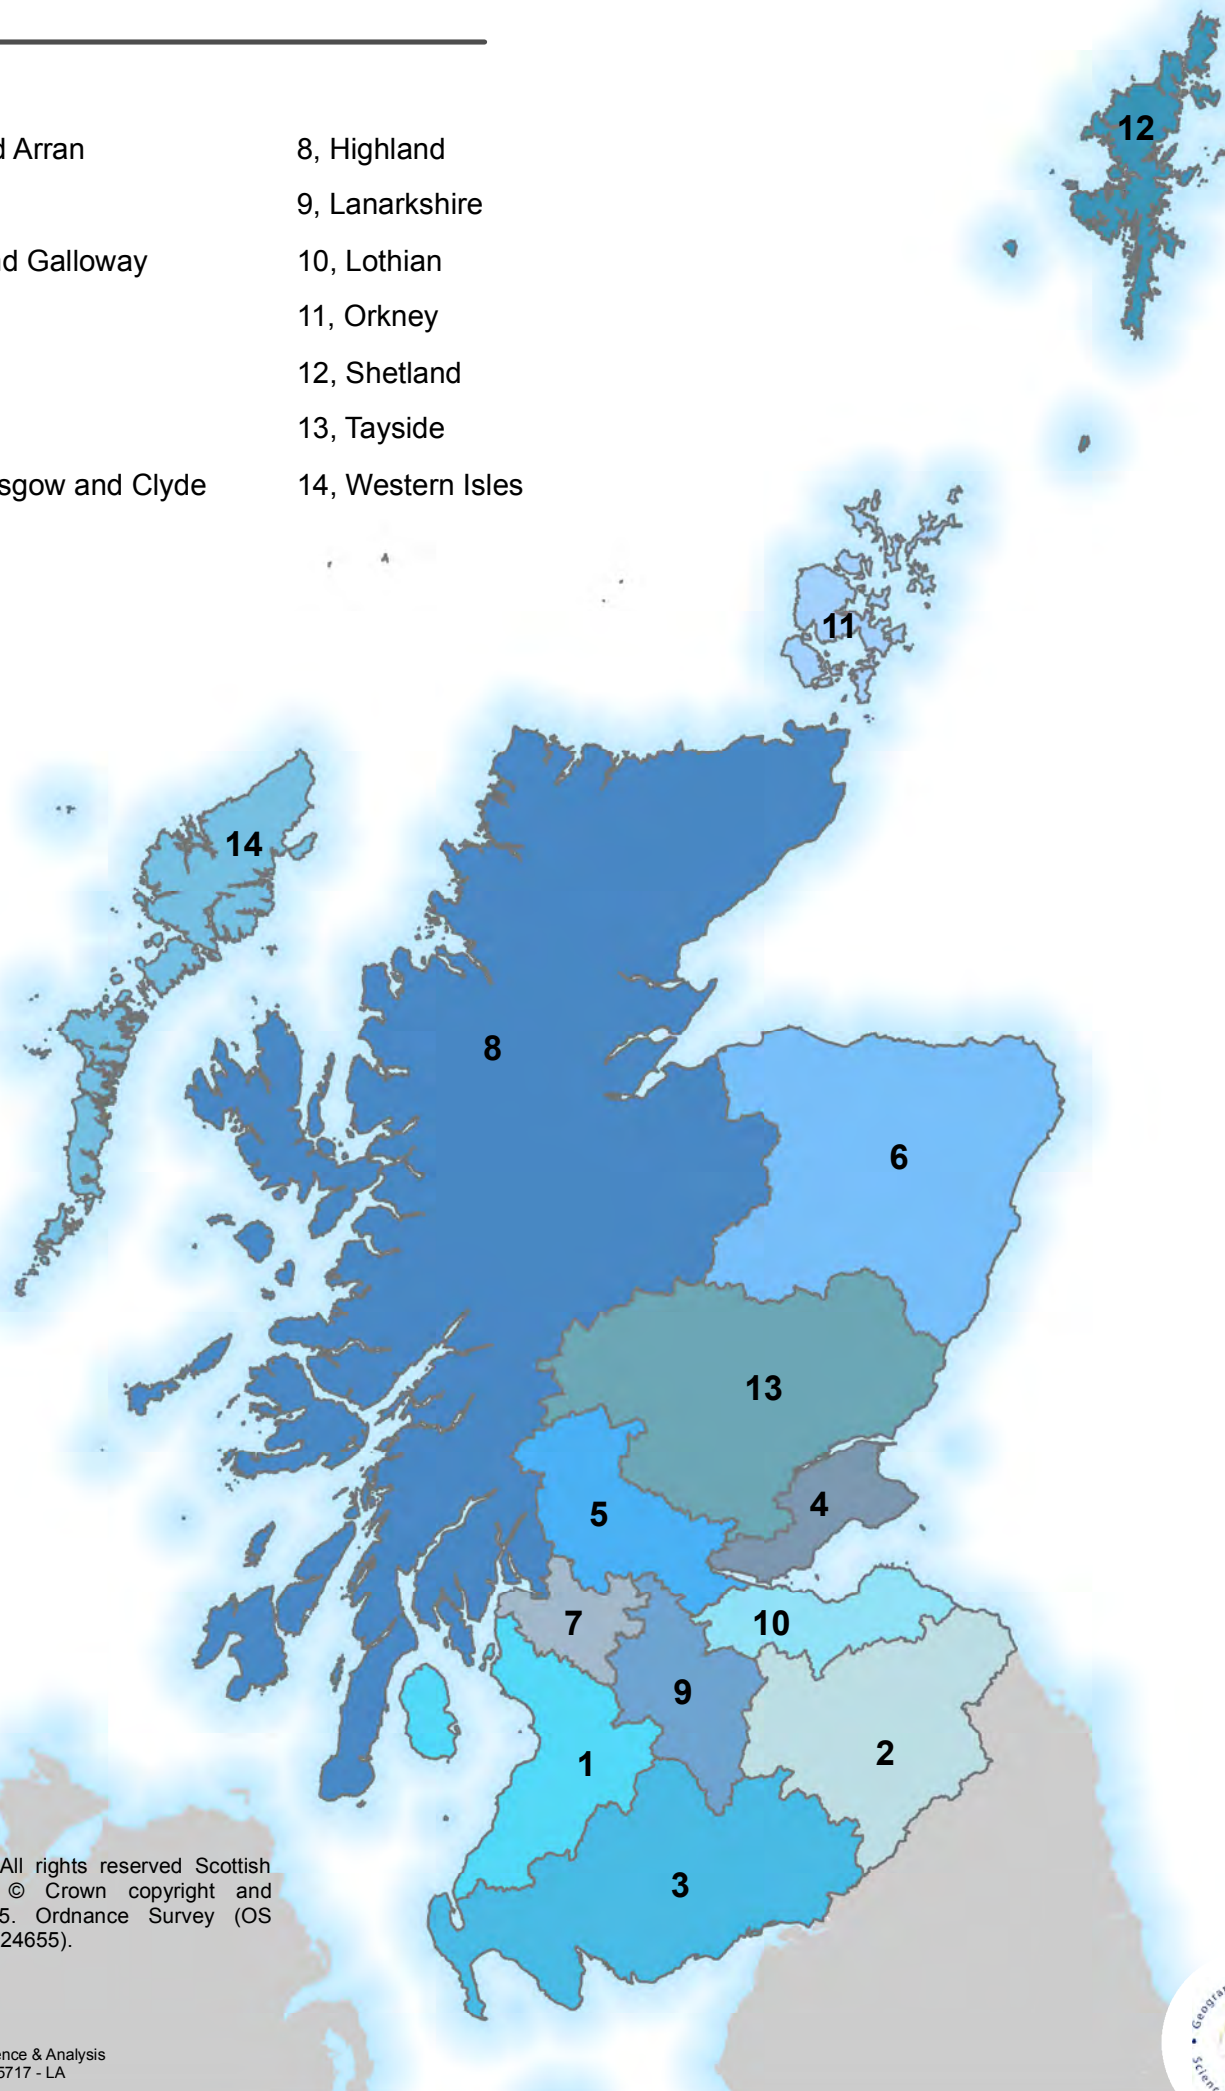 d Arran
8, Highland
9, Lanarkshire
nd Galloway
10, Lothian
11, Orkney
12, Shetland
13, Tayside
sgow and Clyde
14, Western Isles
12
11
14
8
6
13
5
4
7
10
9
2
1
3
All rights reserved Scottish
© Crown copyright and
5. Ordnance Survey (OS
24655).
ence & Analysis
5717 - LA